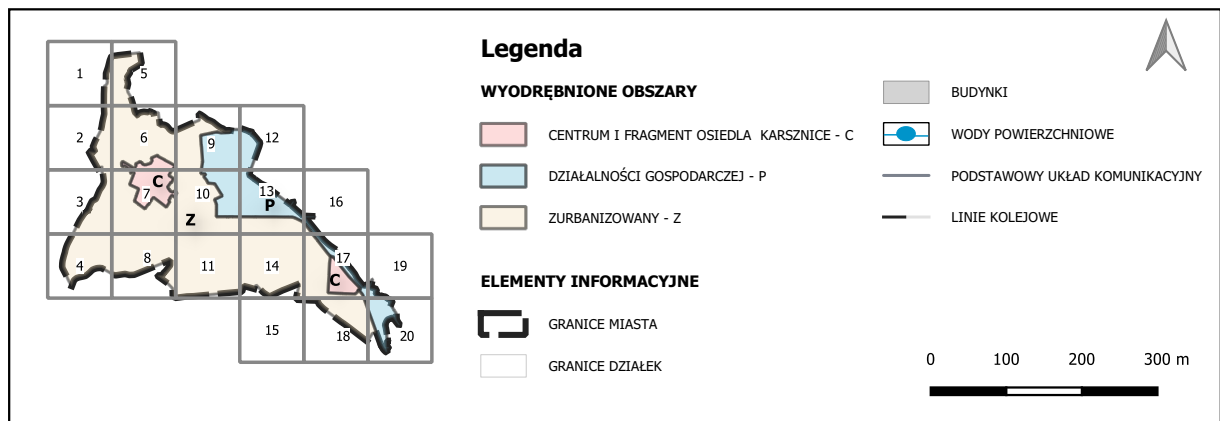 1
5
2
6
9
12
C
3
7
10
13
P
16
Z
4
8
11
14
17
C
19
15
18
20
Legenda
WYODRĘBNIONE OBSZARY
CENTRUM I FRAGMENT OSIEDLA KARSZNICE - C
DZIAŁALNOŚCI GOSPODARCZEJ - P
ZURBANIZOWANY - Z
ELEMENTY INFORMACYJNE
GRANICE MIASTA
GRANICE DZIAŁEK
BUDYNKI
WODY POWIERZCHNIOWE
PODSTAWOWY UKŁAD KOMUNIKACYJNY
LINIE KOLEJOWE
0 100 200 300 m